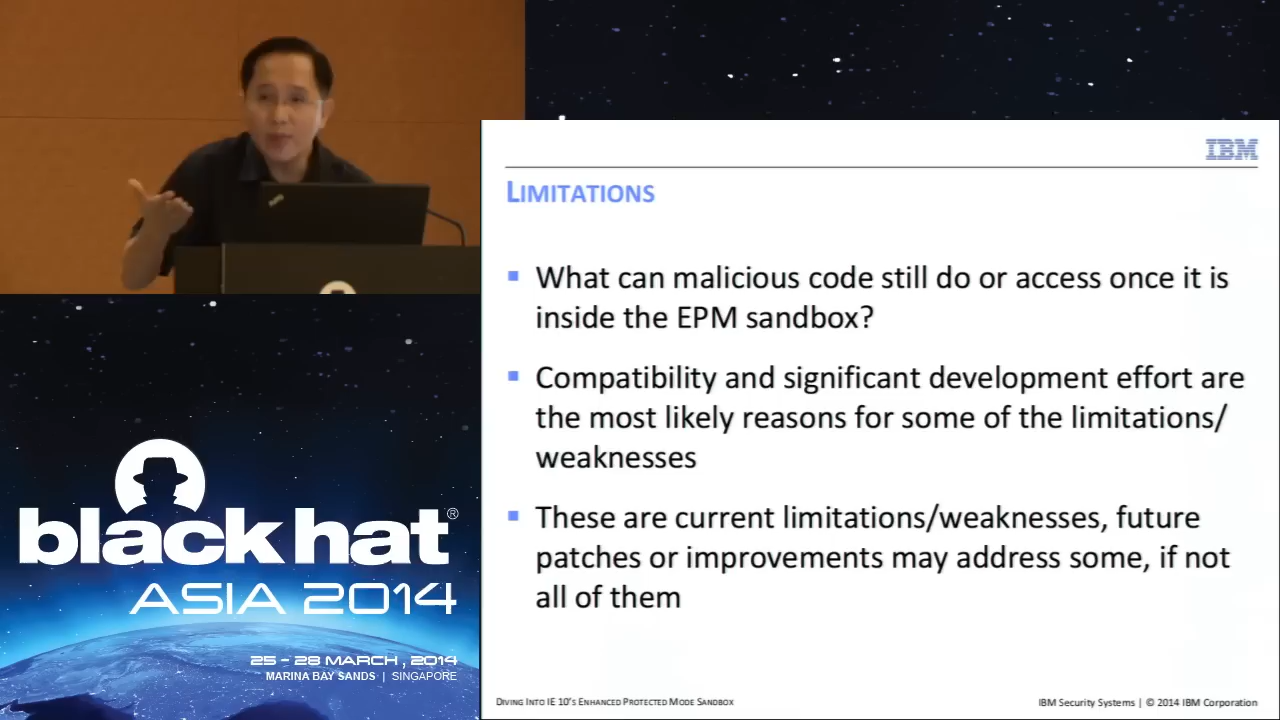 IBM
LIMITATIONS
▪ What can malicious code still do or access once it is
inside the EPM sandbox?
▪ Compatibility and significant development effort are
the most likely reasons for some of the limitations/
weaknesses
▪ These are current limitations/weaknesses, future
patches or improvements may address some, if not
all of them
DIVING INTO IE 10'S ENHANCED PROTECTED MODE SANDBOX
IBM Security Systems | © 2014 IBM Corporation
black hat®
ASIA 2014
25 - 28 MARCH, 2014
MARINA BAY SANDS | SINGAPORE